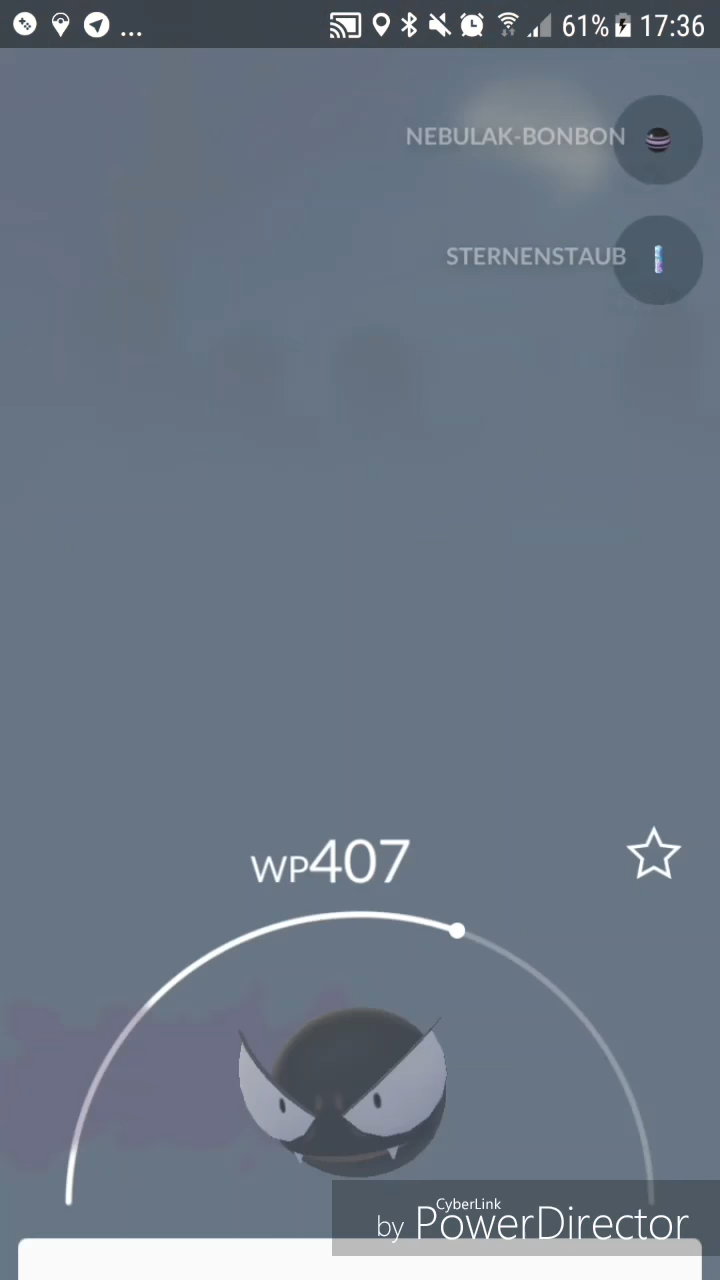 ... 61% 17:36
NEBULAK-BONBON
STERNENSTAUB
WP407
CyberLink
by PowerDirector